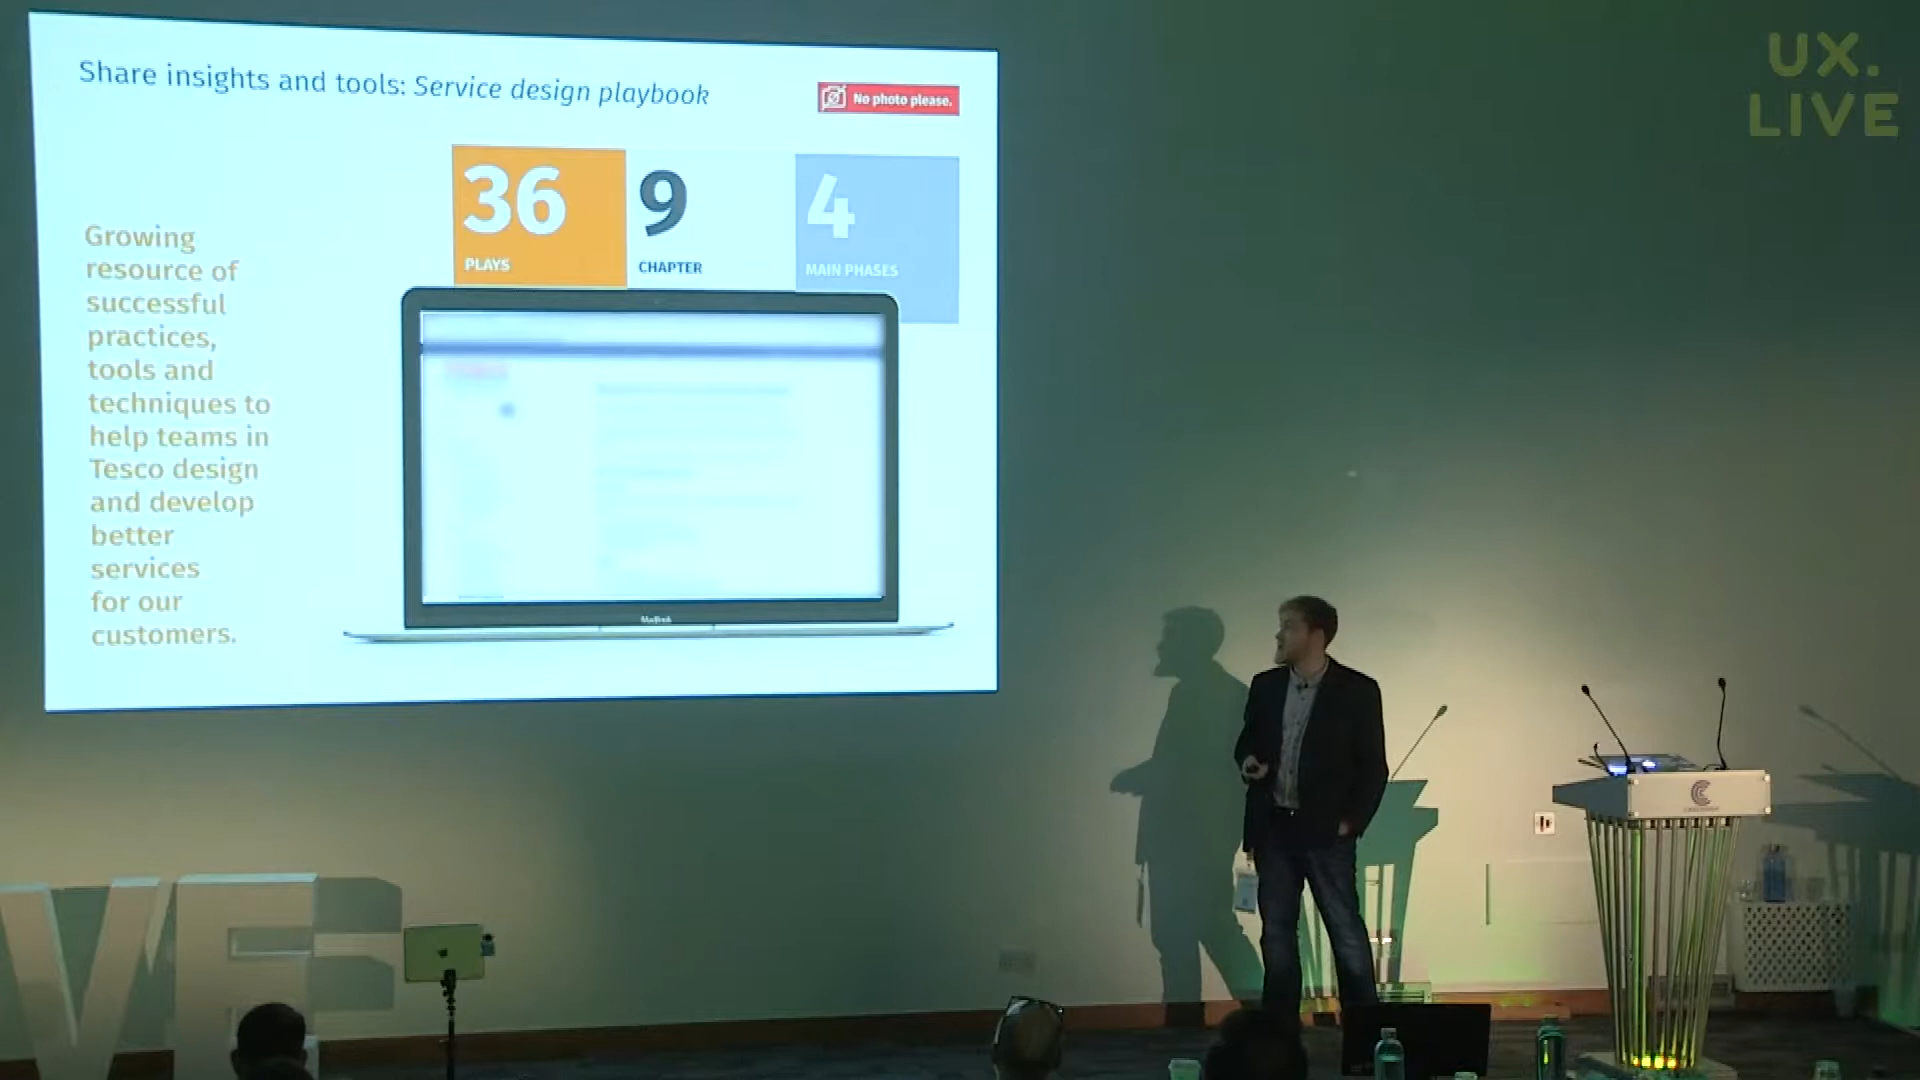 Share insights and tools: Service design playbook
No photo please.
36
PLAYS
9
CHAPTER
4
MAIN PHASES
Growing
resource of
successful
practices,
tools and
techniques to
help teams in
Tesco design
and develop
better
services
for our
customers.
MacBook
UX.
LIVE
VE